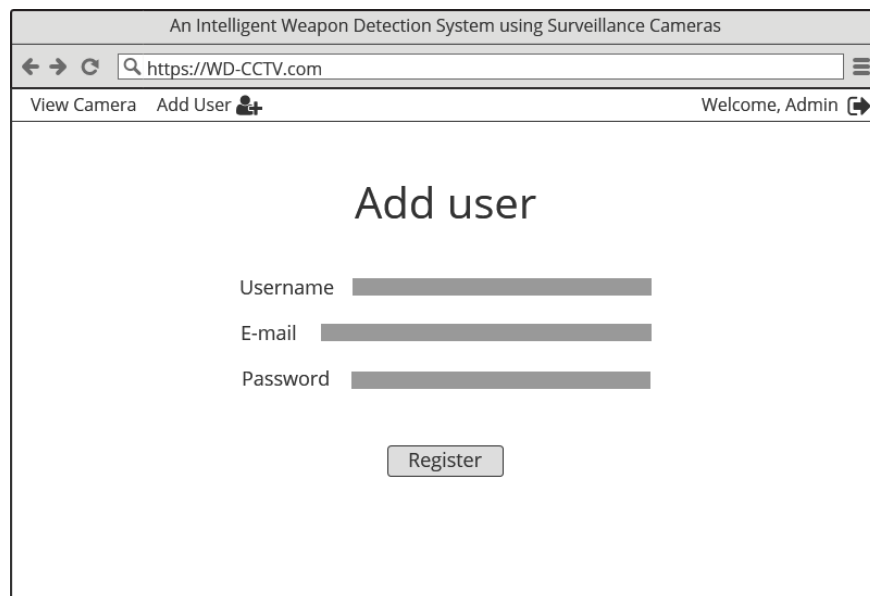 An Intelligent Weapon Detection System using Surveillance Cameras
https://WD-CCTV.com
View Camera Add User Welcome, Admin
Add user
Username
E-mail
Password
Register